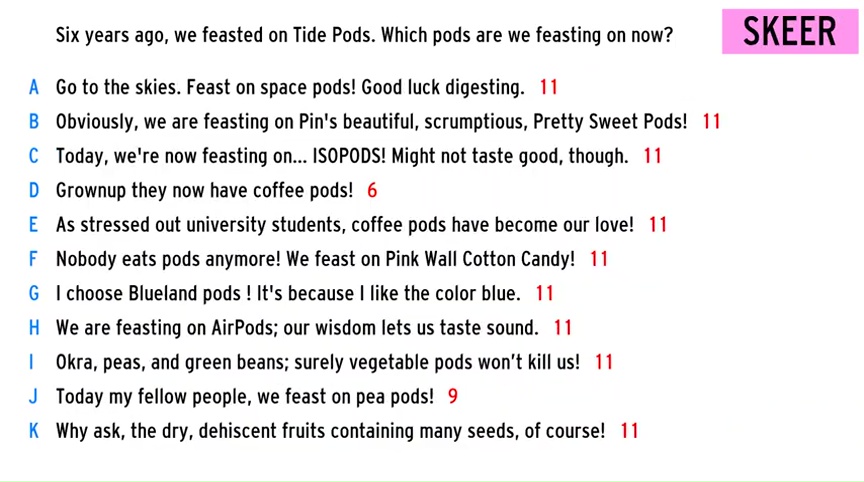 Six years ago, we feasted on Tide Pods. Which pods are we feasting on now?
SKEER
A Go to the skies. Feast on space pods! Good luck digesting. 11
B Obviously, we are feasting on Pin's beautiful, scrumptious, Pretty Sweet Pods! 11
C Today, we're now feasting on... ISOPODS! Might not taste good, though. 11
D Grownup they now have coffee pods! 6
E As stressed out university students, coffee pods have become our love! 11
F Nobody eats pods anymore! We feast on Pink Wall Cotton Candy! 11
G I choose Blueland pods ! It's because I like the color blue. 11
H We are feasting on AirPods; our wisdom lets us taste sound. 11
I Okra, peas, and green beans; surely vegetable pods won’t kill us! 11
J Today my fellow people, we feast on pea pods! 9
K Why ask, the dry, dehiscent fruits containing many seeds, of course! 11